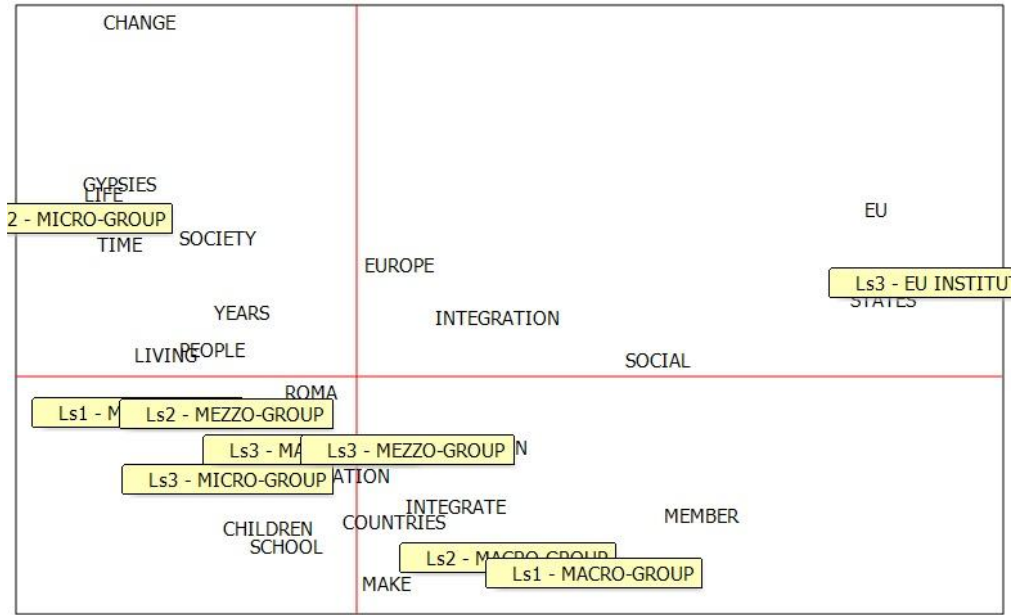 CHANGE
GYPSIES
LIFE
2 - MICRO-GROUP
EU
TIME
SOCIETY
EUROPE
Ls3 - EU INSTITUT
STATES
YEARS
INTEGRATION
PEOPLE
LIVING
SOCIAL
ROMA
Ls1 - M
Ls2 - MEZZO-GROUP
Ls3 - MA
Ls3 - MEZZO-GROUP
N
Ls3 - MICRO-GROUP
ATION
INTEGRATE
MEMBER
COUNTRIES
CHILDREN
SCHOOL
Ls2 - MACRO-GROUP
Ls1 - MACRO-GROUP
MAKE